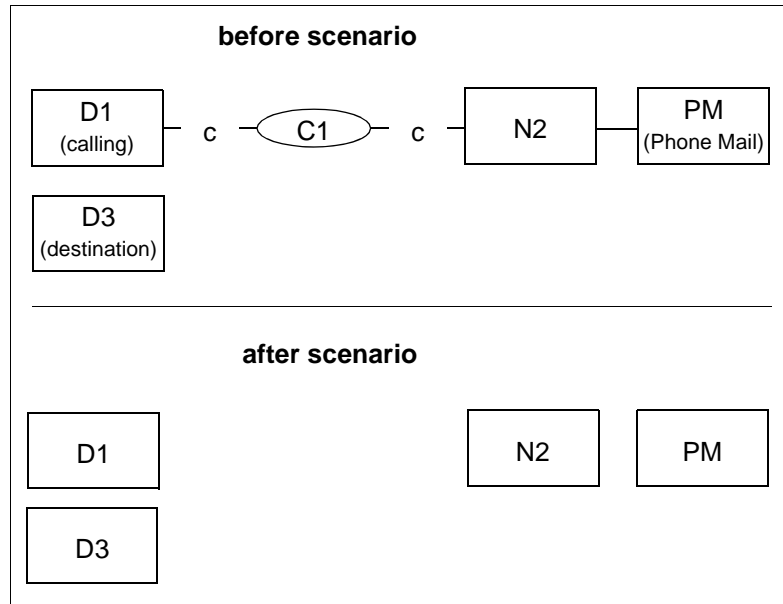 before scenario
D1
(calling)
c
C1
c
N2
PM
(Phone Mail)
D3
(destination)
after scenario
D1
N2
PM
D3